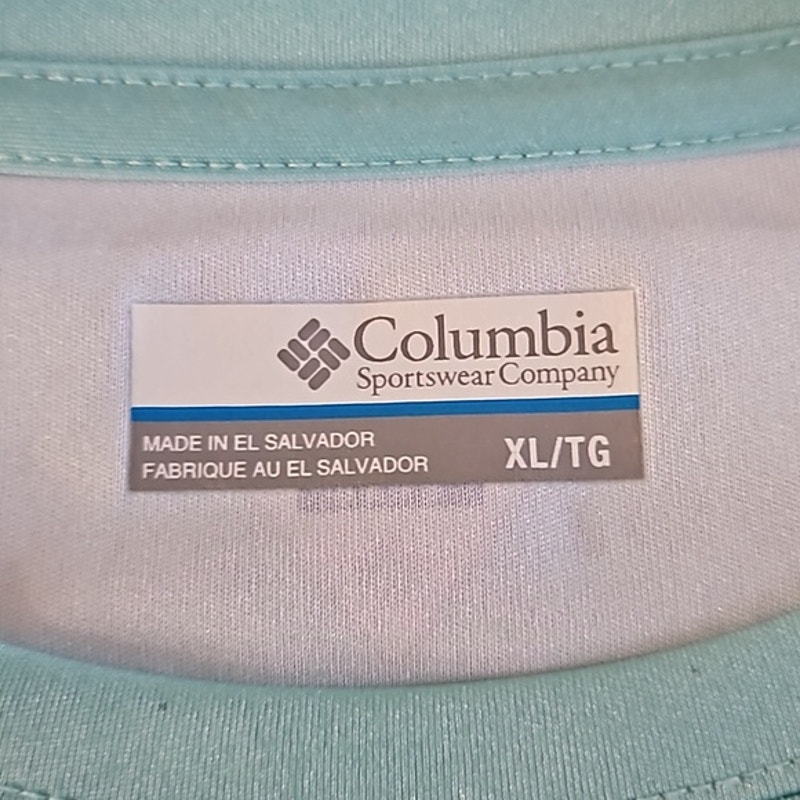 Columbia
Sportswear Company
MADE IN EL SALVADOR
FABRIQUE AU EL SALVADOR
XL/TG